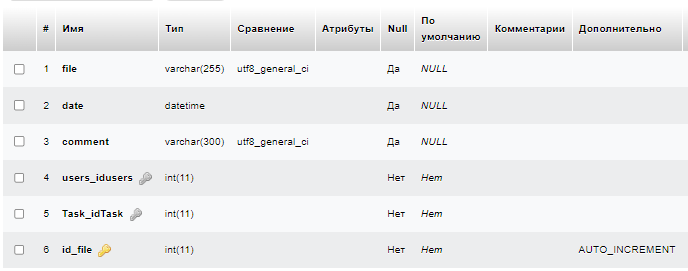 # Имя Тип Сравнение Атрибуты Null По умолчанию Комментарии Дополнительно
1 file varchar(255) utf8_general_ci Да NULL
2 date datetime Да NULL
3 comment varchar(300) utf8_general_ci Да NULL
4 users_idusers int(11) Нет Нет
5 Task_idTask int(11) Нет Нет
6 id_file int(11) Нет Нет AUTO_INCREMENT